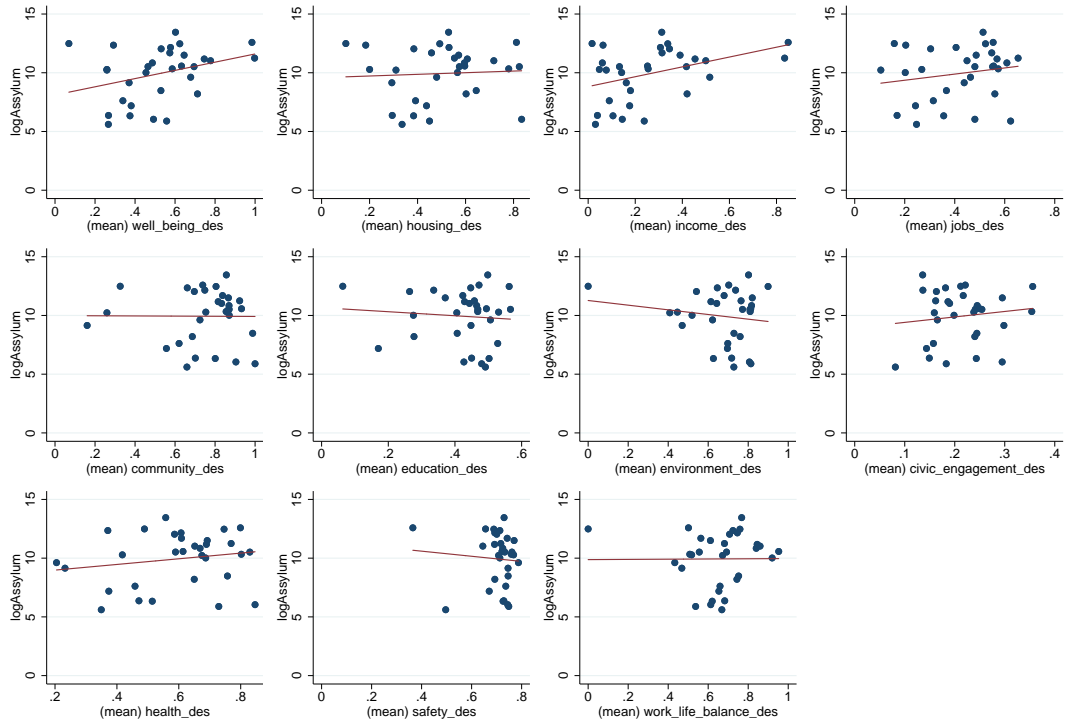 logAssylum
0 5 10 15
0 .2 .4 .6 .8 1
(mean) well_being_des
logAssylum
0 5 10 15
0 .2 .4 .6 .8
(mean) housing_des
logAssylum
0 5 10 15
0 .2 .4 .6 .8
(mean) income_des
logAssylum
0 5 10 15
0 .2 .4 .6 .8
(mean) jobs_des
logAssylum
0 5 10 15
0 .2 .4 .6 .8 1
(mean) community_des
logAssylum
0 5 10 15
0 .2 .4 .6
(mean) education_des
logAssylum
0 5 10 15
0 .2 .4 .6 .8 1
(mean) environment_des
logAssylum
0 5 10 15
0 .1 .2 .3 .4
(mean) civic_engagement_des
logAssylum
0 5 10 15
.2 .4 .6 .8
(mean) health_des
logAssylum
0 5 10 15
0 .2 .4 .6 .8
(mean) safety_des
logAssylum
0 5 10 15
0 .2 .4 .6 .8 1
(mean) work_life_balance_des